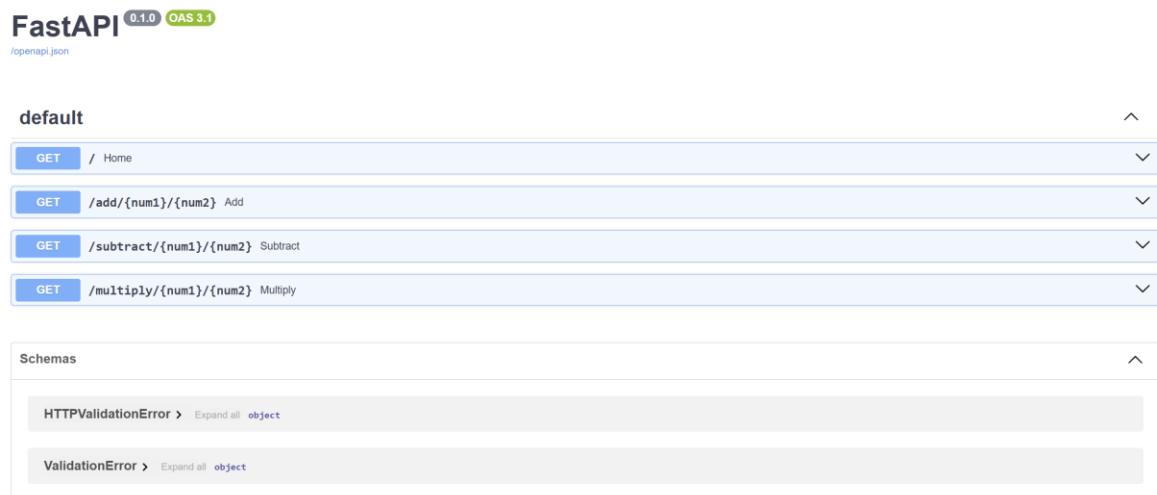 FastAPI 0.1.0 OAS 3.1
/openapi.json
default
GET / Home
GET /add/{num1}/{num2} Add
GET /subtract/{num1}/{num2} Subtract
GET /multiply/{num1}/{num2} Multiply
Schemas
HTTPValidationError Expand all object
ValidationError Expand all object